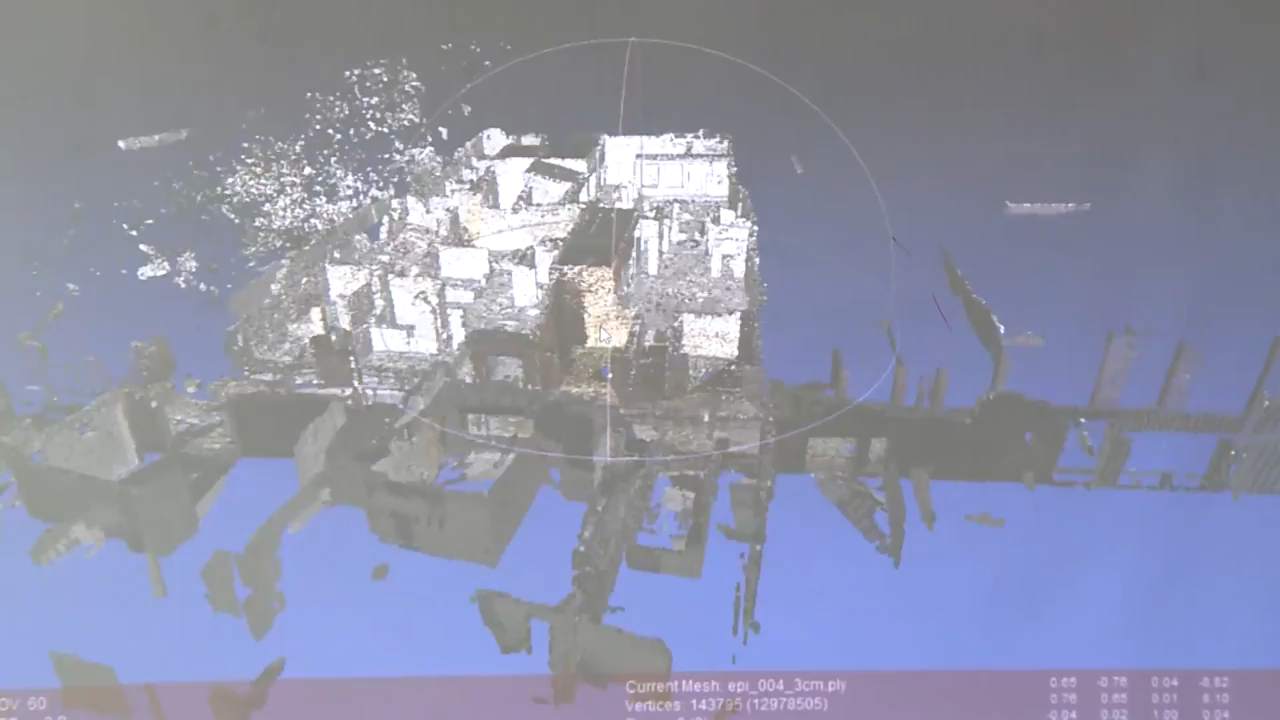 Current Mesh: epi_004_3cm.ply
Vertices: 143795 (12978505)
OV: 60
0.65 -0.76 0.04 -8.82
0.76 0.65 0.01 8.10
-0.04 0.02 1.00 0.04